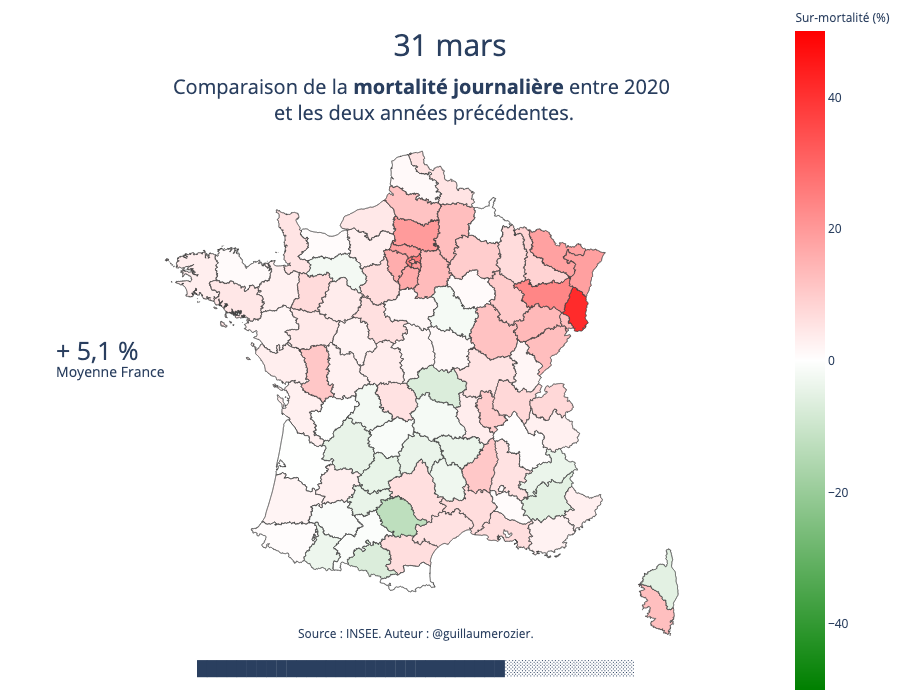 Sur-mortalité (%)
31 mars
Comparaison de la mortalité journalière entre 2020
et les deux années précédentes.
40
20
0
−20
−40
+ 5,1 %
Moyenne France
Source : INSEE. Auteur : @guillaumerozier.